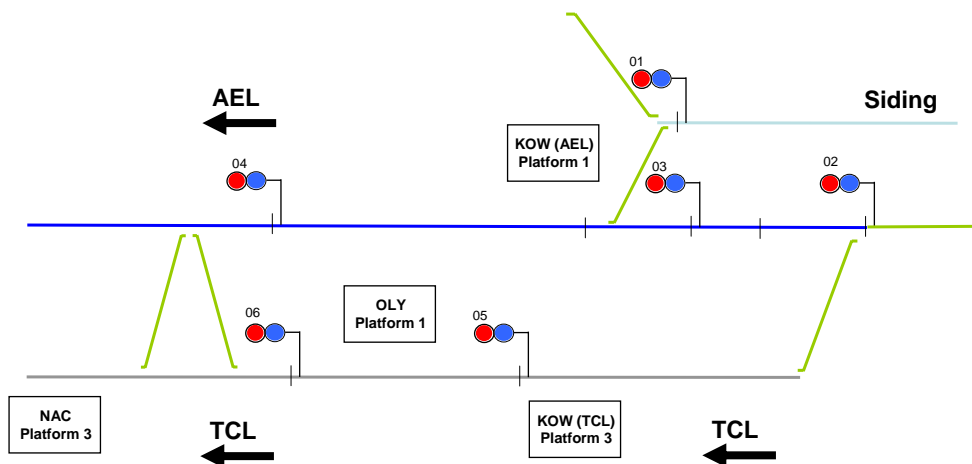 01
AEL
Siding
KOW (AEL)
Platform 1
04
03
02
OLY
Platform 1
06
05
NAC
Platform 3
TCL
KOW (TCL)
Platform 3
TCL